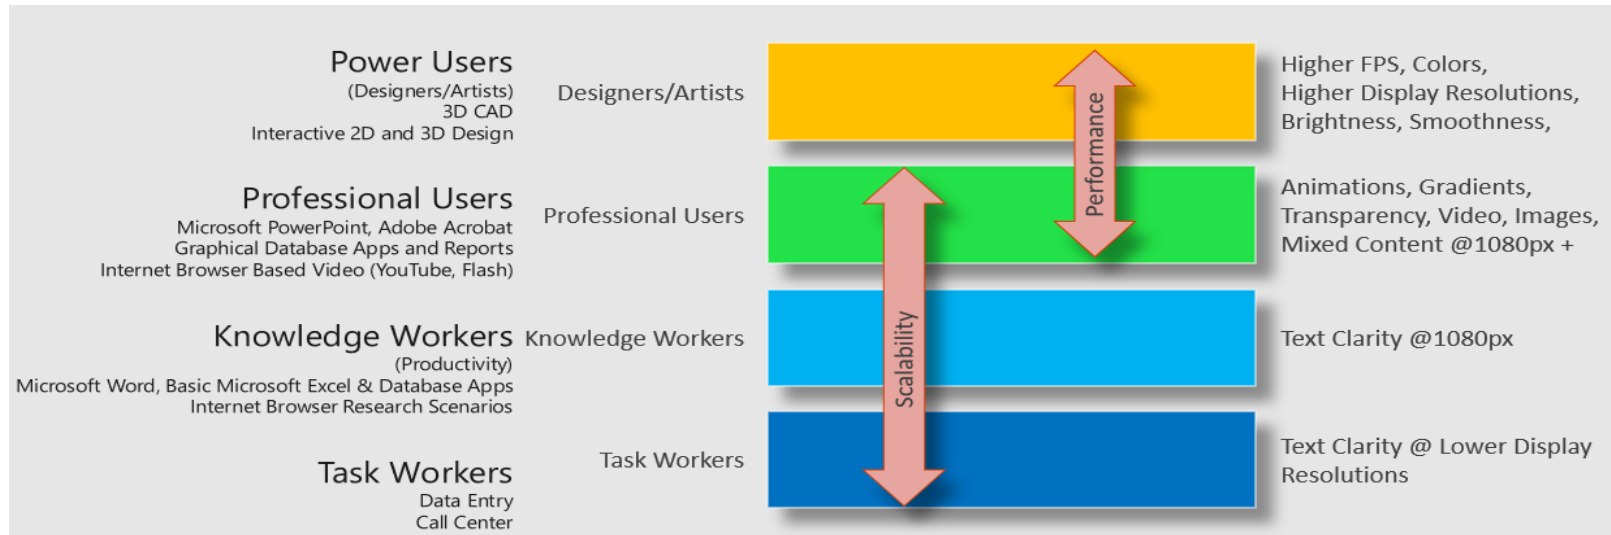 Power Users
(Designers/Artists)
3D CAD
Interactive 2D and 3D Design
Designers/Artists
Higher FPS, Colors,
Higher Display Resolutions,
Brightness, Smoothness,
Performance
Professional Users
Microsoft PowerPoint, Adobe Acrobat
Graphical Database Apps and Reports
Internet Browser Based Video (YouTube, Flash)
Professional Users
Animations, Gradients,
Transparency, Video, Images,
Mixed Content @1080px +
Scalability
Knowledge Workers
(Productivity)
Microsoft Word, Basic Microsoft Excel & Database Apps
Internet Browser Research Scenarios
Knowledge Workers
Text Clarity @1080px
Task Workers
Data Entry
Call Center
Task Workers
Text Clarity @ Lower Display
Resolutions